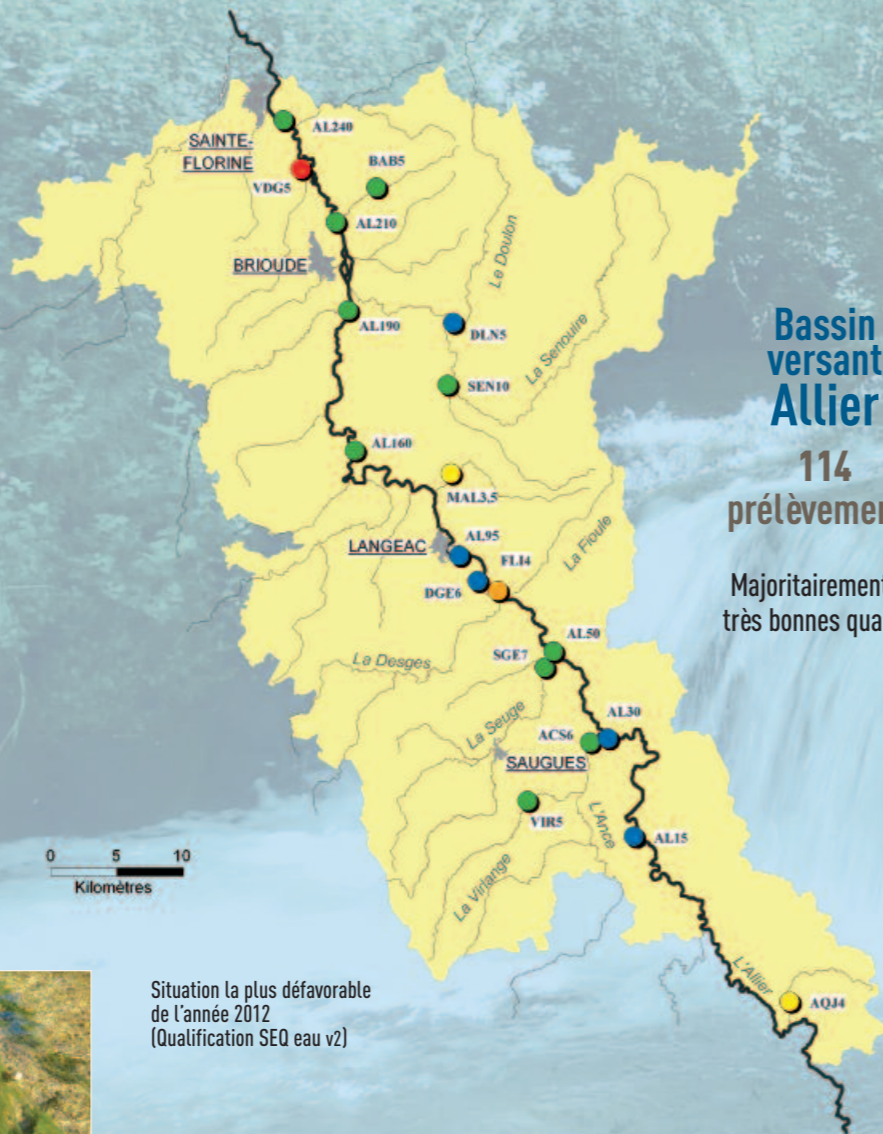 AL240
SAINTE-
FLORINE
BAB5
VDG5
AL210
Le Doulon
BRIOUDE
AL190
DLN5
La Senouire
SEN10
Bassin
versant
Allier
114
AL160
MAL3,5
AL95
LANGEAC
FLI4
La Fioule
DGE6
Majoritairement
très bonnes
AL50
SGE7
La Desges
La Seuge
AL30
ACS6
SAUGUES
VIR5
L'Ance
AL15
0 5 10
Kilomètres
La Virlange
L'Allier
AQJ4
Situation la plus défavorable
de l'année 2012
(Qualification SEQ eau v2)